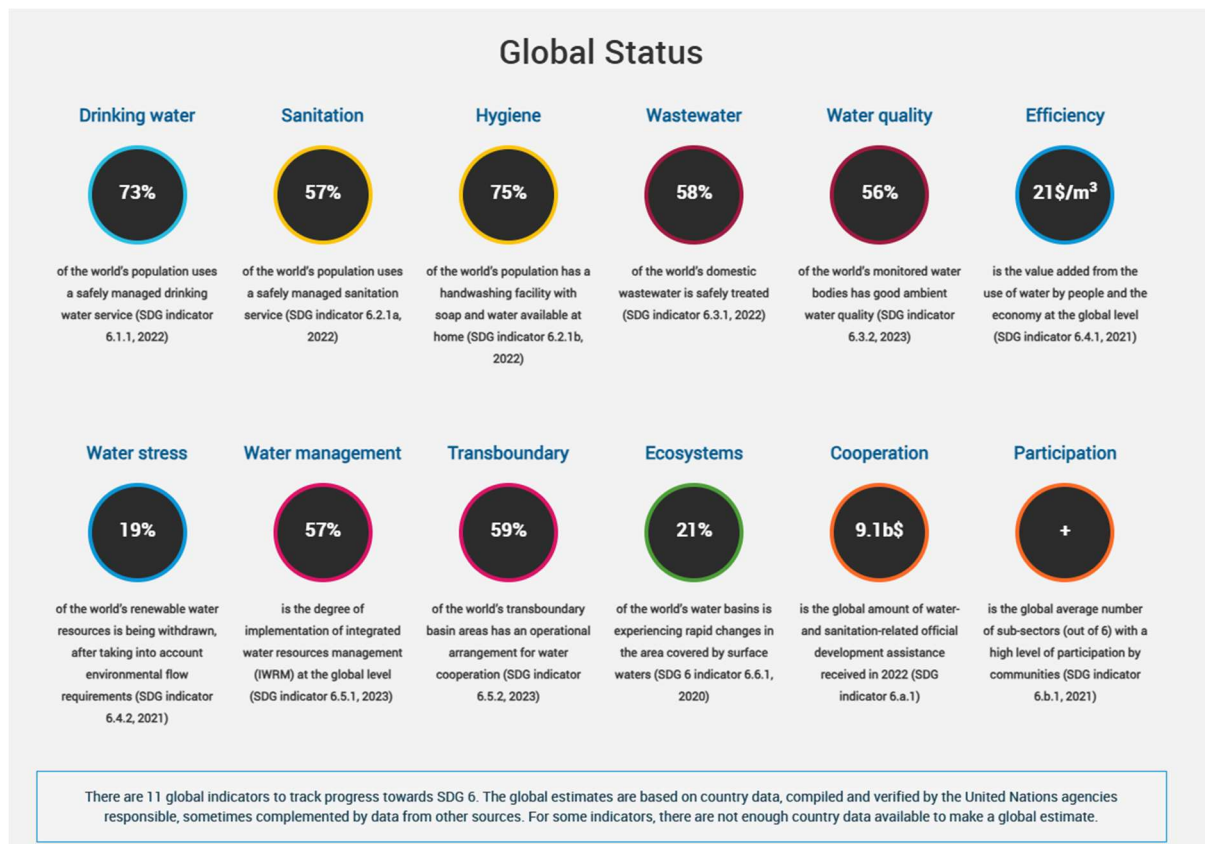 Global Status
Drinking water
73%
of the world's population uses
a safely managed drinking
water service (SDG indicator
6.1.1, 2022)
Sanitation
57%
of the world's population uses
a safely managed sanitation
service (SDG indicator 6.2.1a,
2022)
Hygiene
75%
of the world's population has a
handwashing facility with
soap and water available at
home (SDG indicator 6.2.1b,
2022)
Wastewater
58%
of the world's domestic
wastewater is safely treated
(SDG indicator 6.3.1, 2022)
Water quality
56%
of the world's monitored water
bodies has good ambient
water quality (SDG indicator
6.3.2, 2023)
Efficiency
21$/m³
is the value added from the
use of water by people and the
economy at the global level
(SDG indicator 6.4.1, 2021)
Water stress
19%
of the world's renewable water
resources is being withdrawn,
after taking into account
environmental flow
requirements (SDG indicator
6.4.2, 2021)
Water management
57%
is the degree of
implementation of integrated
water resources management
(IWRM) at the global level
(SDG indicator 6.5.1, 2023)
Transboundary
59%
of the world's transboundary
basin areas has an operational
arrangement for water
cooperation (SDG indicator
6.5.2, 2023)
Ecosystems
21%
of the world's water basins is
experiencing rapid changes in
the area covered by surface
waters (SDG 6 indicator 6.6.1,
2020)
Cooperation
9.1b$
is the global amount of water-
and sanitation-related official
development assistance
received in 2022 (SDG
indicator 6.a.1)
Participation
+
is the global average number
of sub-sectors (out of 6) with a
high level of participation by
communities (SDG indicator
6.b.1, 2021)
There are 11 global indicators to track progress towards SDG 6. The global estimates are based on country data, compiled and verified by the United Nations agencies
responsible, sometimes complemented by data from other sources. For some indicators, there are not enough country data available to make a global estimate.